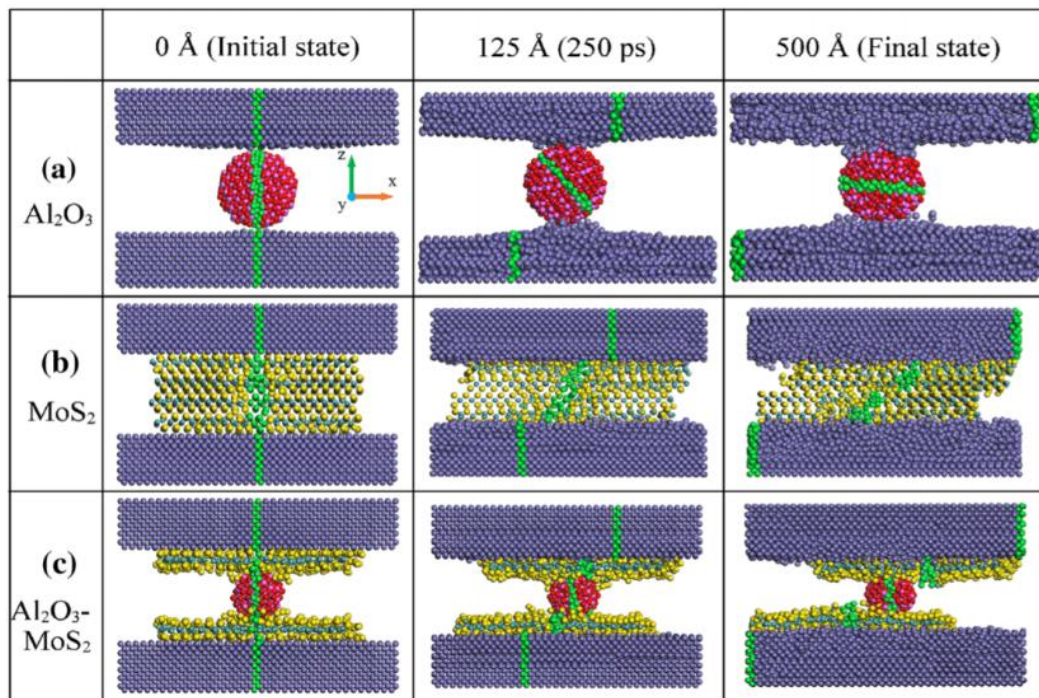 0 Å (Initial state) 125 Å (250 ps) 500 Å (Final state)
(a)
Al₂O₃
z
x
y
(b)
MoS₂
(c)
Al₂O₃-
MoS₂